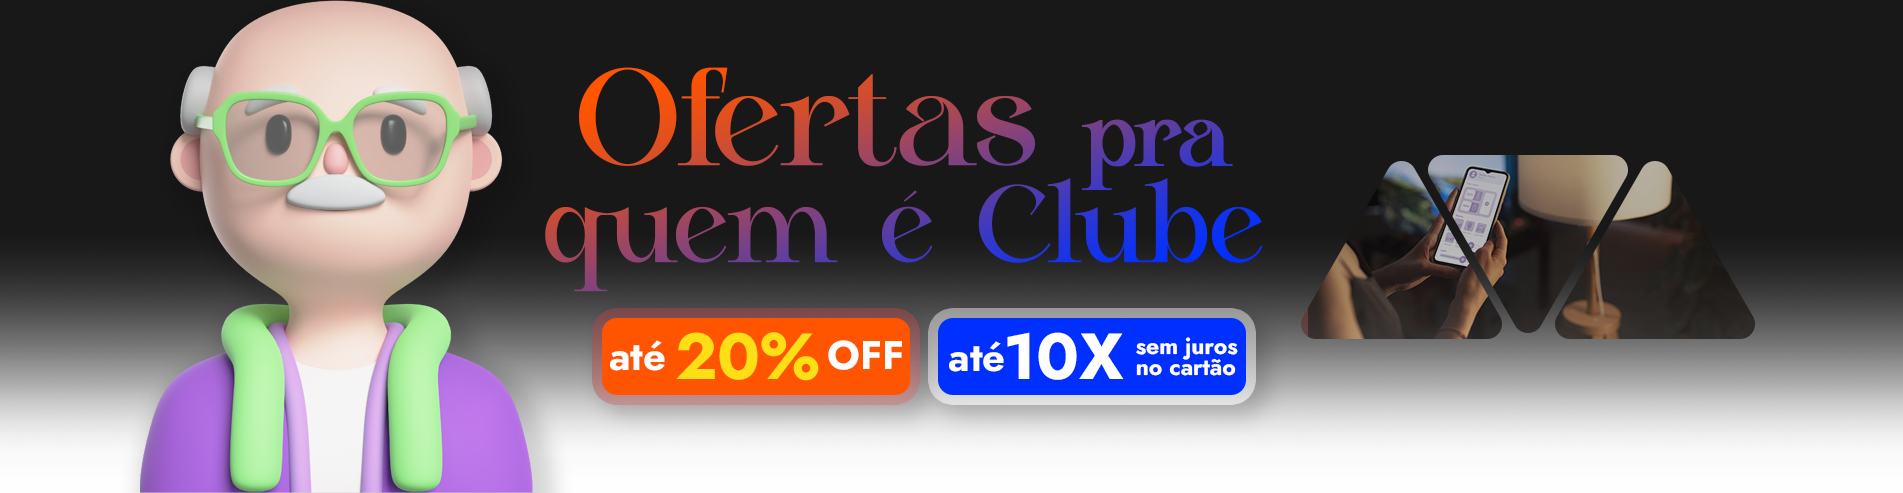 Ofertas pra
quem é Clube
até 20% OFF
até 10X sem juros
no cartão